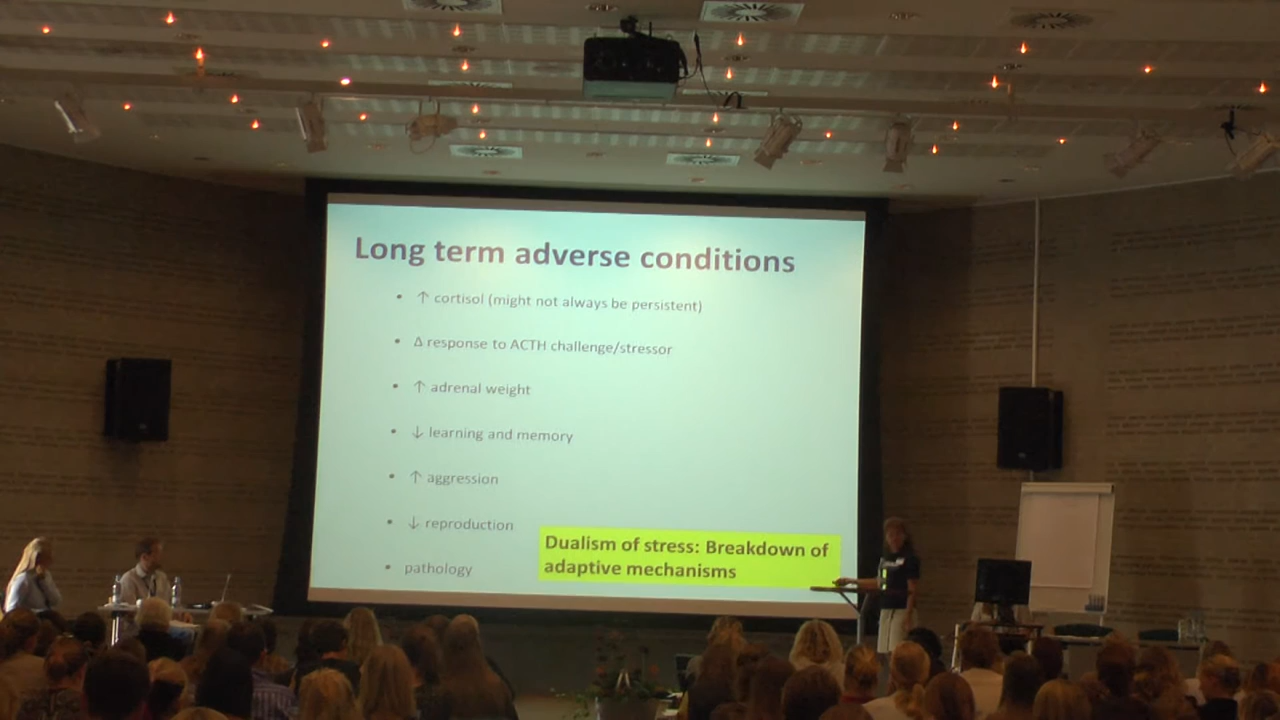 Long term adverse conditions
• ↑ cortisol (might not always be persistent)
• Δ response to ACTH challenge/stressor
• ↑ adrenal weight
• ↓ learning and memory
• ↑ aggression
• ↓ reproduction
• pathology
Dualism of stress: Breakdown of
adaptive mechanisms